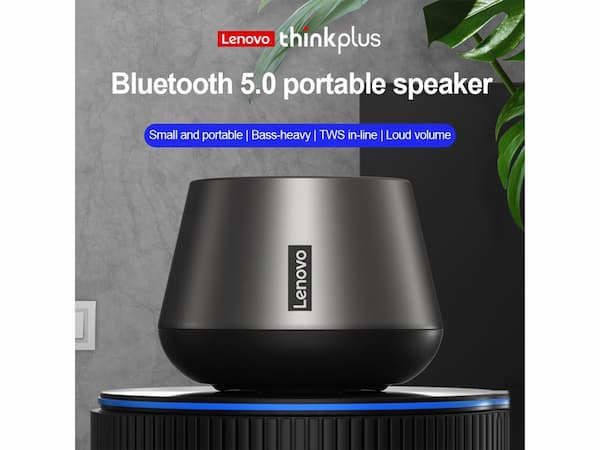 Lenovo thinkplus
Bluetooth 5.0 portable speaker
Small and portable | Bass-heavy | TWS in-line | Loud volume
Lenovo